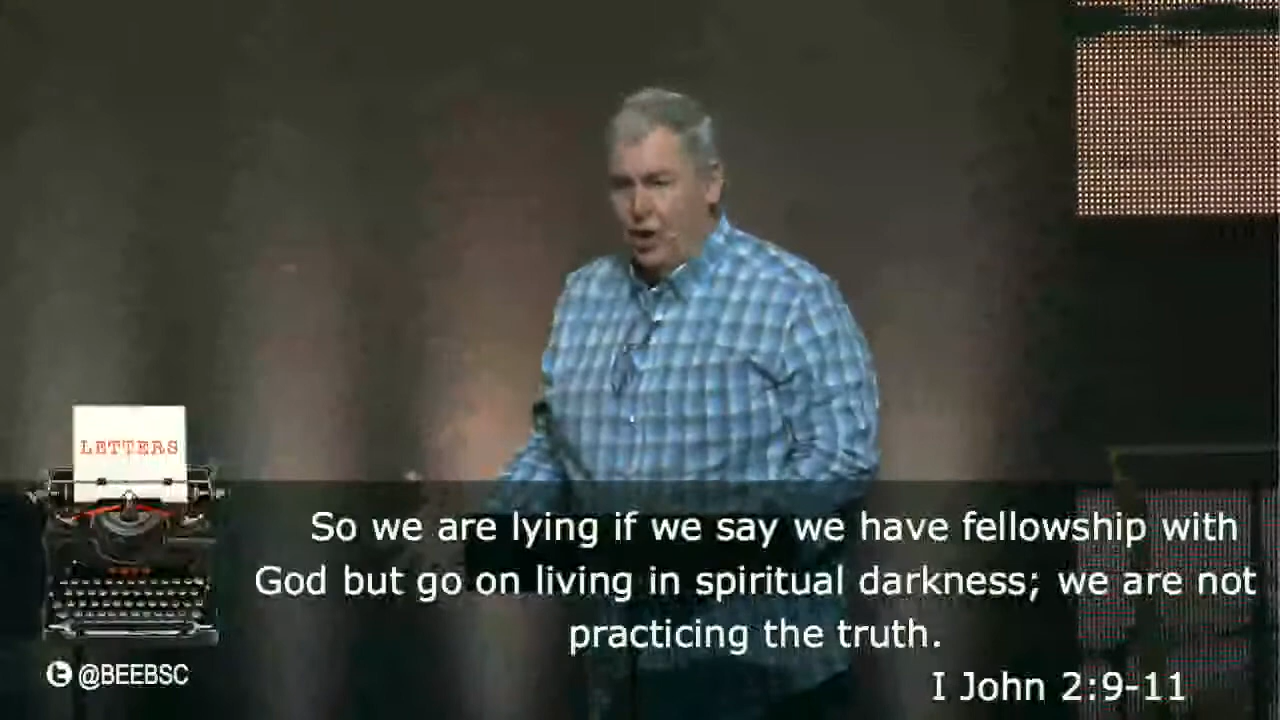 LETTERS
So we are lying if we say we have fellowship with
God but go on living in spiritual darkness; we are not
practicing the truth.
I John 2:9-11
@BEEBSC